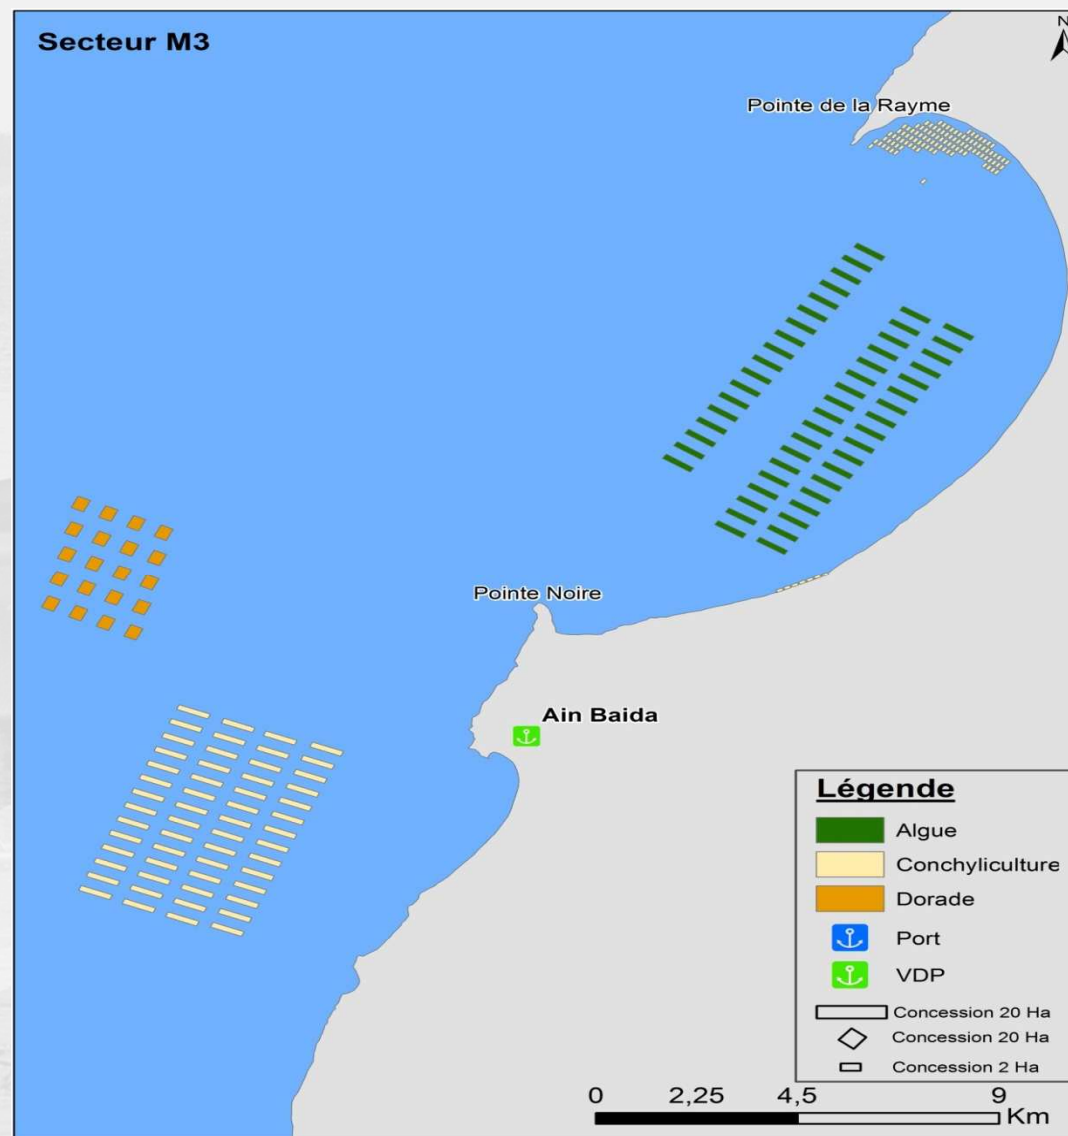 Secteur M3
N
Pointe de la Rayme
Pointe Noire
Ain Baida
Légende
Algue
Conchyliculture
Dorade
Port
VDP
Concession 20 Ha
Concession 20 Ha
Concession 2 Ha
0 2,25 4,5 9
Km